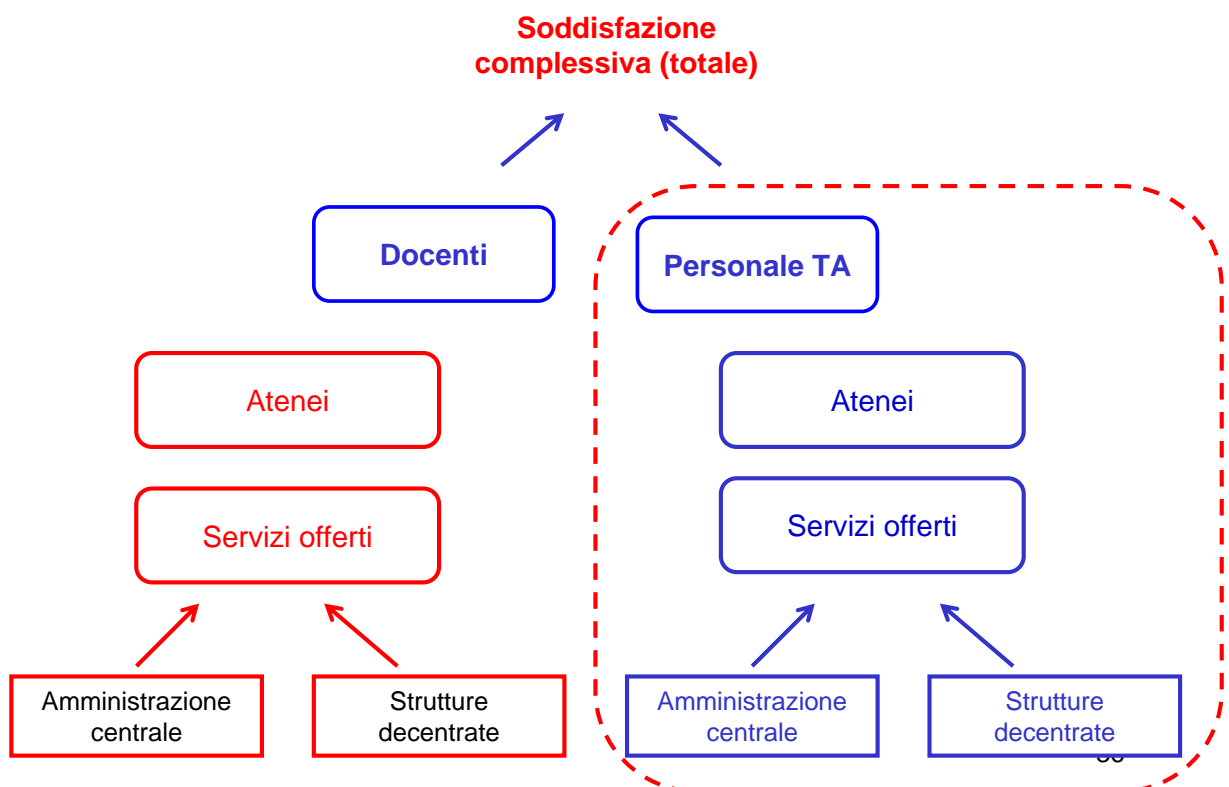 Soddisfazione
complessiva (totale)
Docenti
Personale TA
Atenei
Atenei
Servizi offerti
Servizi offerti
Amministrazione
centrale
Strutture
decentrate
Amministrazione
centrale
Strutture
decentrate